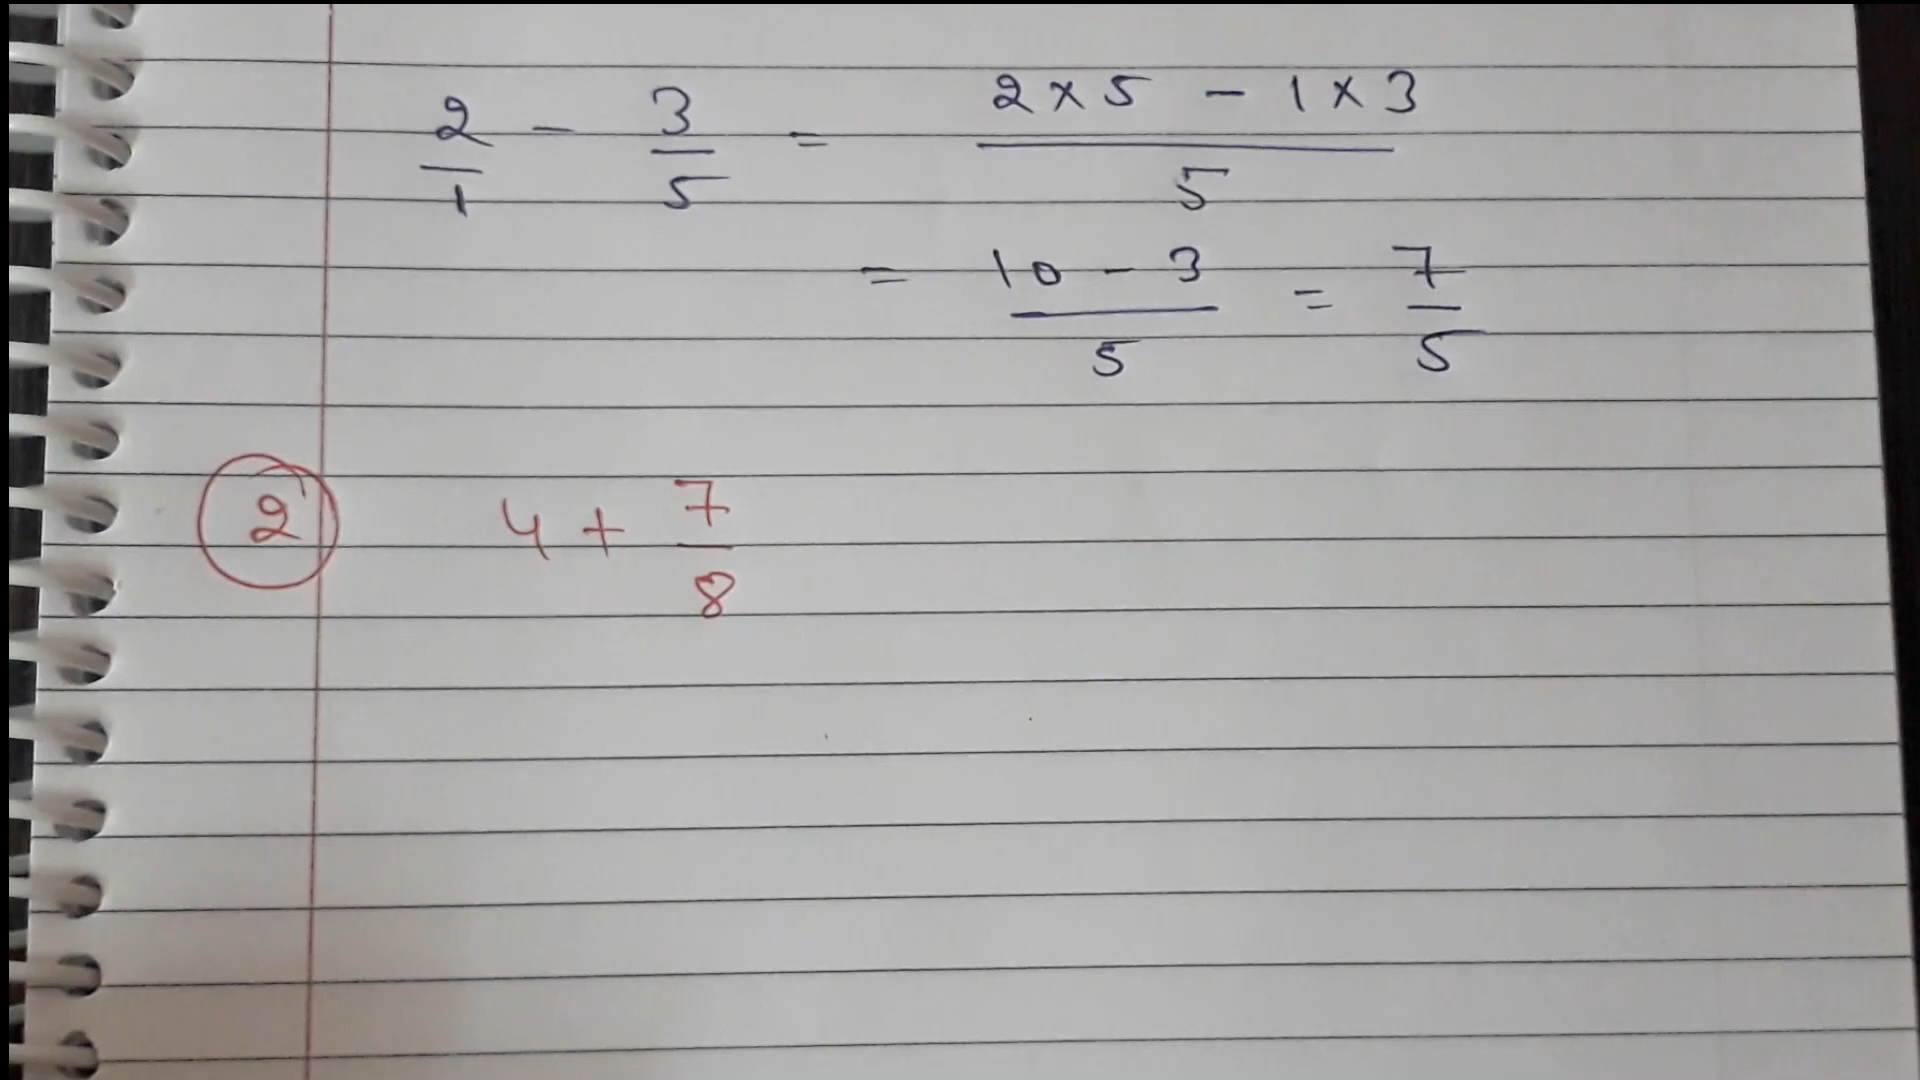 2/1 - 3/5 = (2 × 5 - 1 × 3)/5
= (10 - 3)/5 = 7/5
2 4 + 7/8